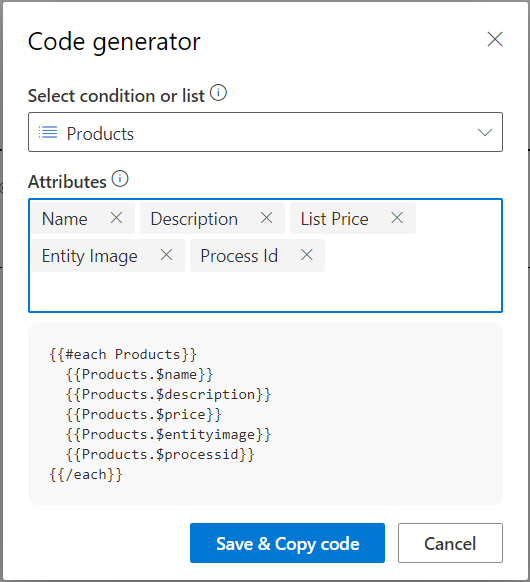 Code generator
Select condition or list
Products
Attributes
Name Description List Price
Entity Image Process Id
{{#each Products}}
  {{Products.$name}}
  {{Products.$description}}
  {{Products.$price}}
  {{Products.$entityimage}}
  {{Products.$processid}}
{{/each}}
Save & Copy code Cancel